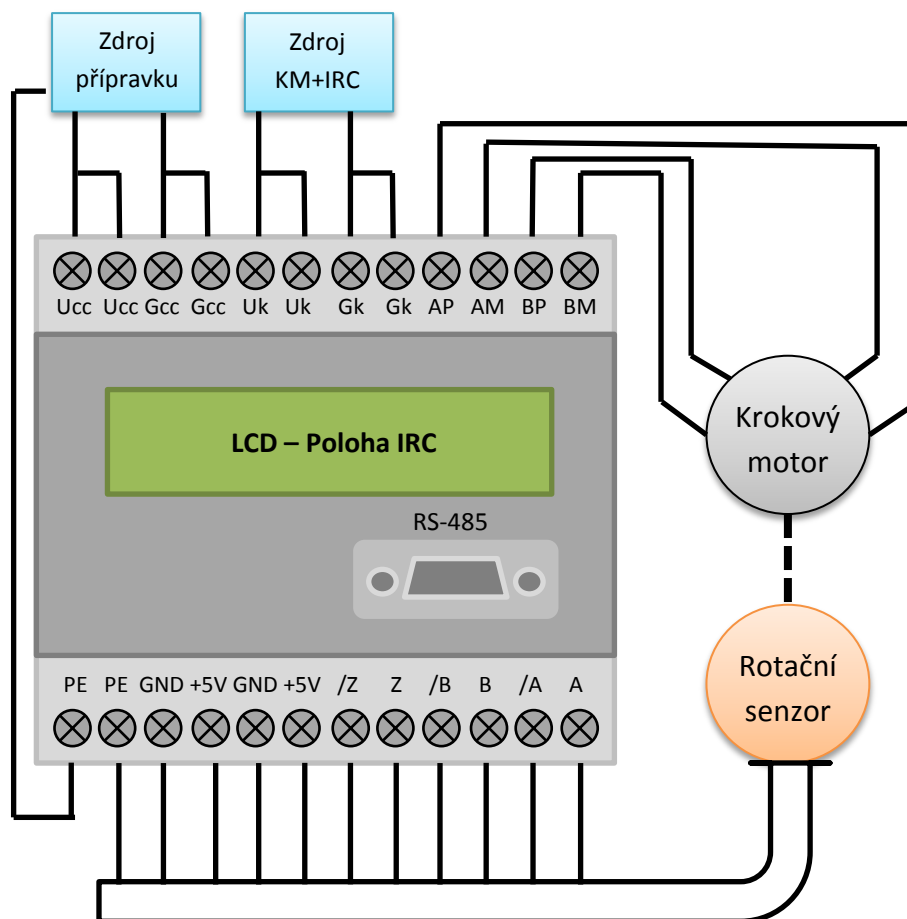 Zdroj
přípravku
Zdroj
KM+IRC
Ucc Ucc Gcc Gcc Uk Uk Gk Gk AP AM BP BM
LCD – Poloha IRC
RS-485
Krokový
motor
PE PE GND +5V GND +5V /Z Z /B B /A A
Rotační
senzor